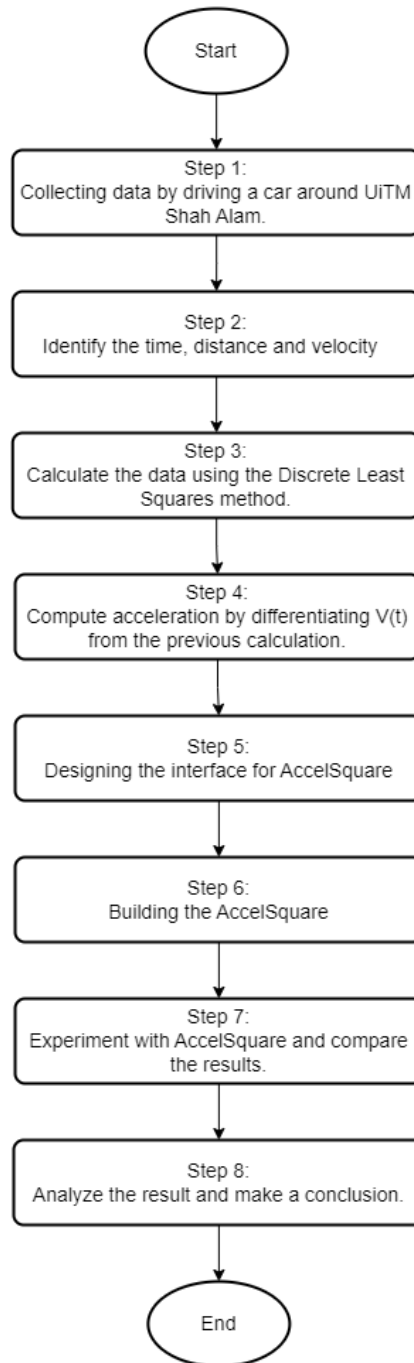 Start
Step 1:
Collecting data by driving a car around UiTM
Shah Alam.
Step 2:
Identify the time, distance and velocity
Step 3:
Calculate the data using the Discrete Least
Squares method.
Step 4:
Compute acceleration by differentiating V(t)
from the previous calculation.
Step 5:
Designing the interface for AccelSquare
Step 6:
Building the AccelSquare
Step 7:
Experiment with AccelSquare and compare
the results.
Step 8:
Analyze the result and make a conclusion.
End